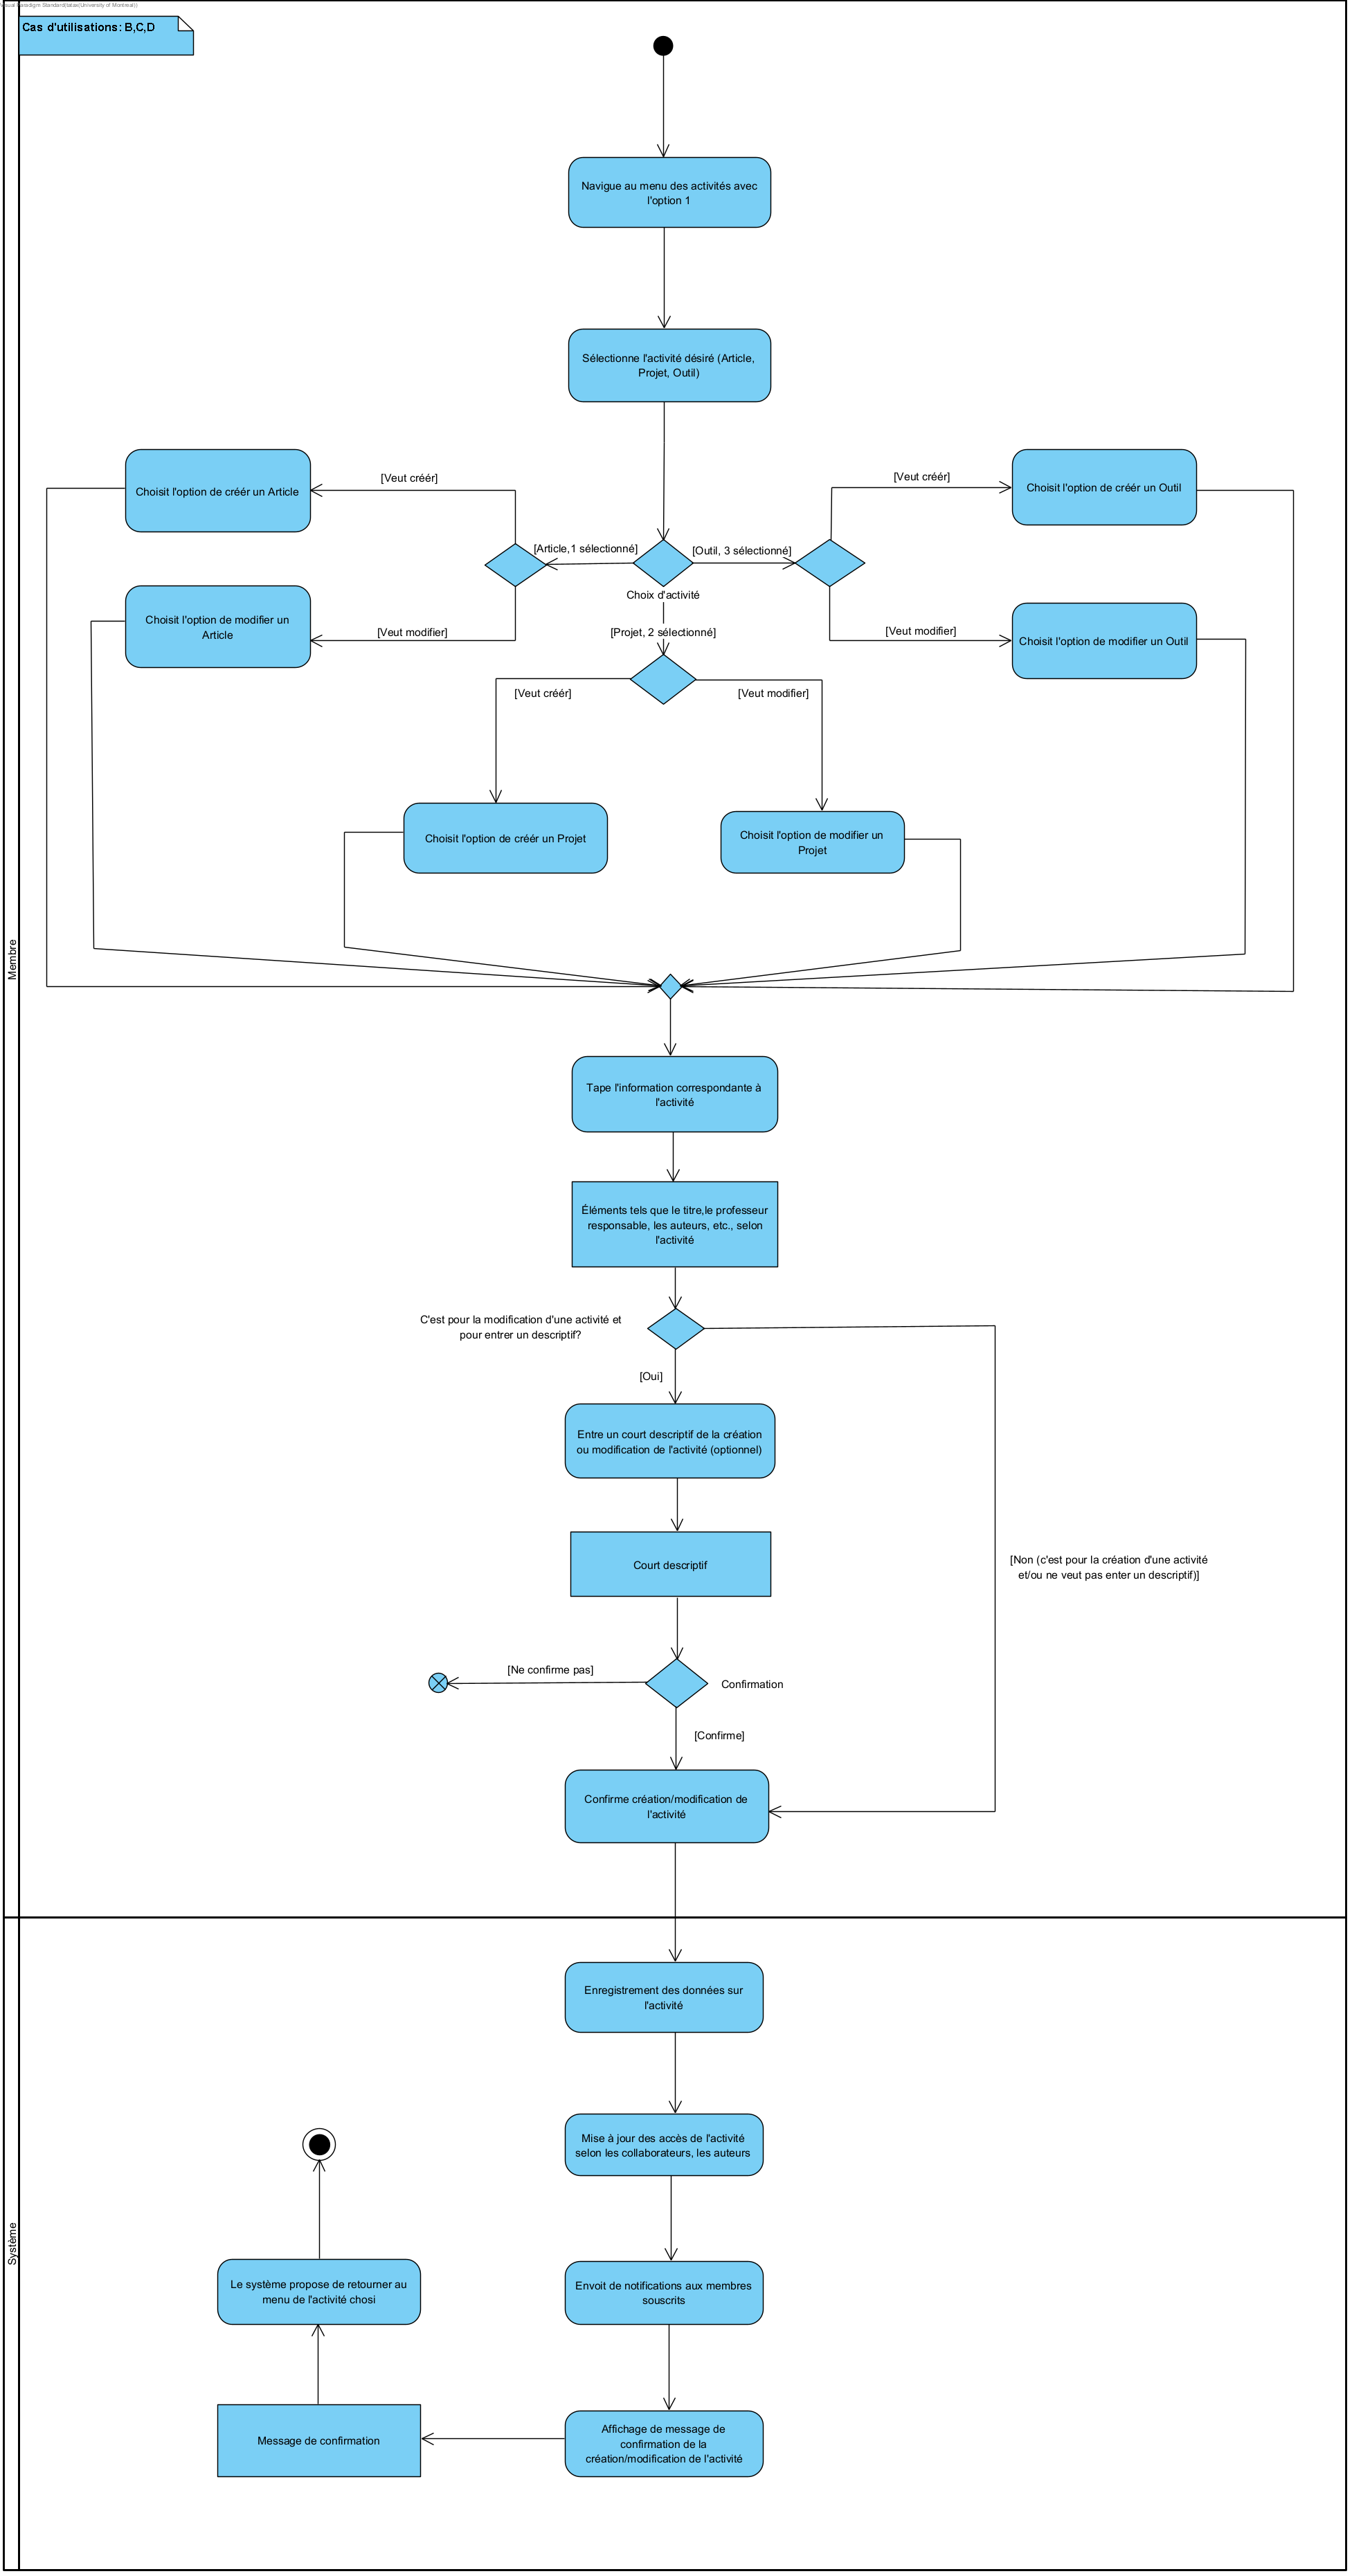 Visual Paradigm Standard(tatas(University of Montreal))
Cas d'utilisations: B,C,D
Navigue au menu des activités avec
l'option 1
Sélectionne l'activité désiré (Article,
Projet, Outil)
[Veut créér]
[Veut créér]
Choisit l'option de créér un Article
Choisit l'option de créér un Outil
[Article,1 sélectionné]
[Outil, 3 sélectionné]
Choix d'activité
Choisit l'option de modifier un
Article
[Veut modifier]
[Projet, 2 sélectionné]
[Veut modifier]
Choisit l'option de modifier un Outil
[Veut créér]
[Veut modifier]
Choisit l'option de créér un Projet
Choisit l'option de modifier un
Projet
Membre
Tape l'information correspondante à
l'activité
Éléments tels que le titre,le professeur
responsable, les auteurs, etc., selon
l'activité
C'est pour la modification d'une activité et
pour entrer un descriptif?
[Oui]
Entre un court descriptif de la création
ou modification de l'activité (optionnel)
Court descriptif
[Non (c'est pour la création d'une activité
et/ou ne veut pas enter un descriptif)]
[Ne confirme pas]
Confirmation
[Confirme]
Confirme création/modification de
l'activité
Enregistrement des données sur
l'activité
Mise à jour des accès de l'activité
selon les collaborateurs, les auteurs
Système
Le système propose de retourner au
menu de l'activité chosi
Envoit de notifications aux membres
souscrits
Message de confirmation
Affichage de message de
confirmation de la
création/modification de l'activité